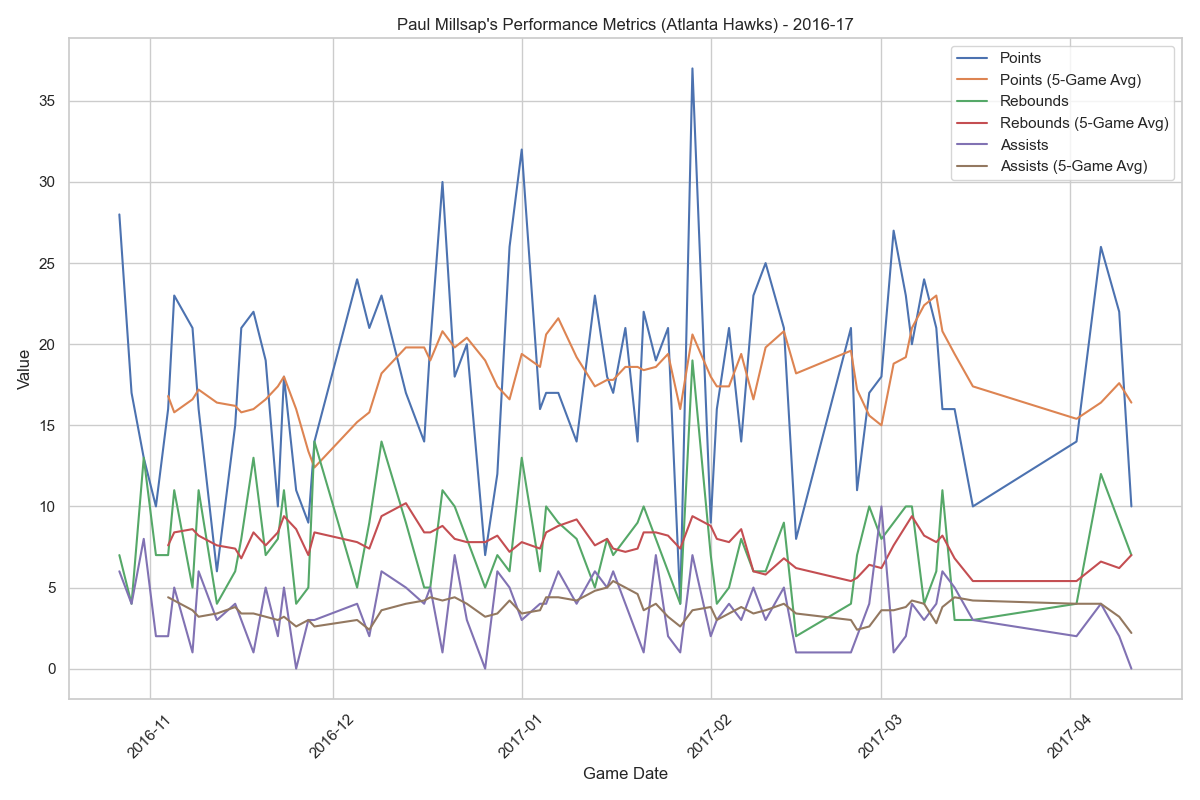 Paul Millsap's Performance Metrics (Atlanta Hawks) - 2016-17
Points
Points (5-Game Avg)
Rebounds
Rebounds (5-Game Avg)
Assists
Assists (5-Game Avg)
35
30
25
20
15
10
5
0
Value
2016-11
2016-12
2017-01
2017-02
2017-03
2017-04
Game Date